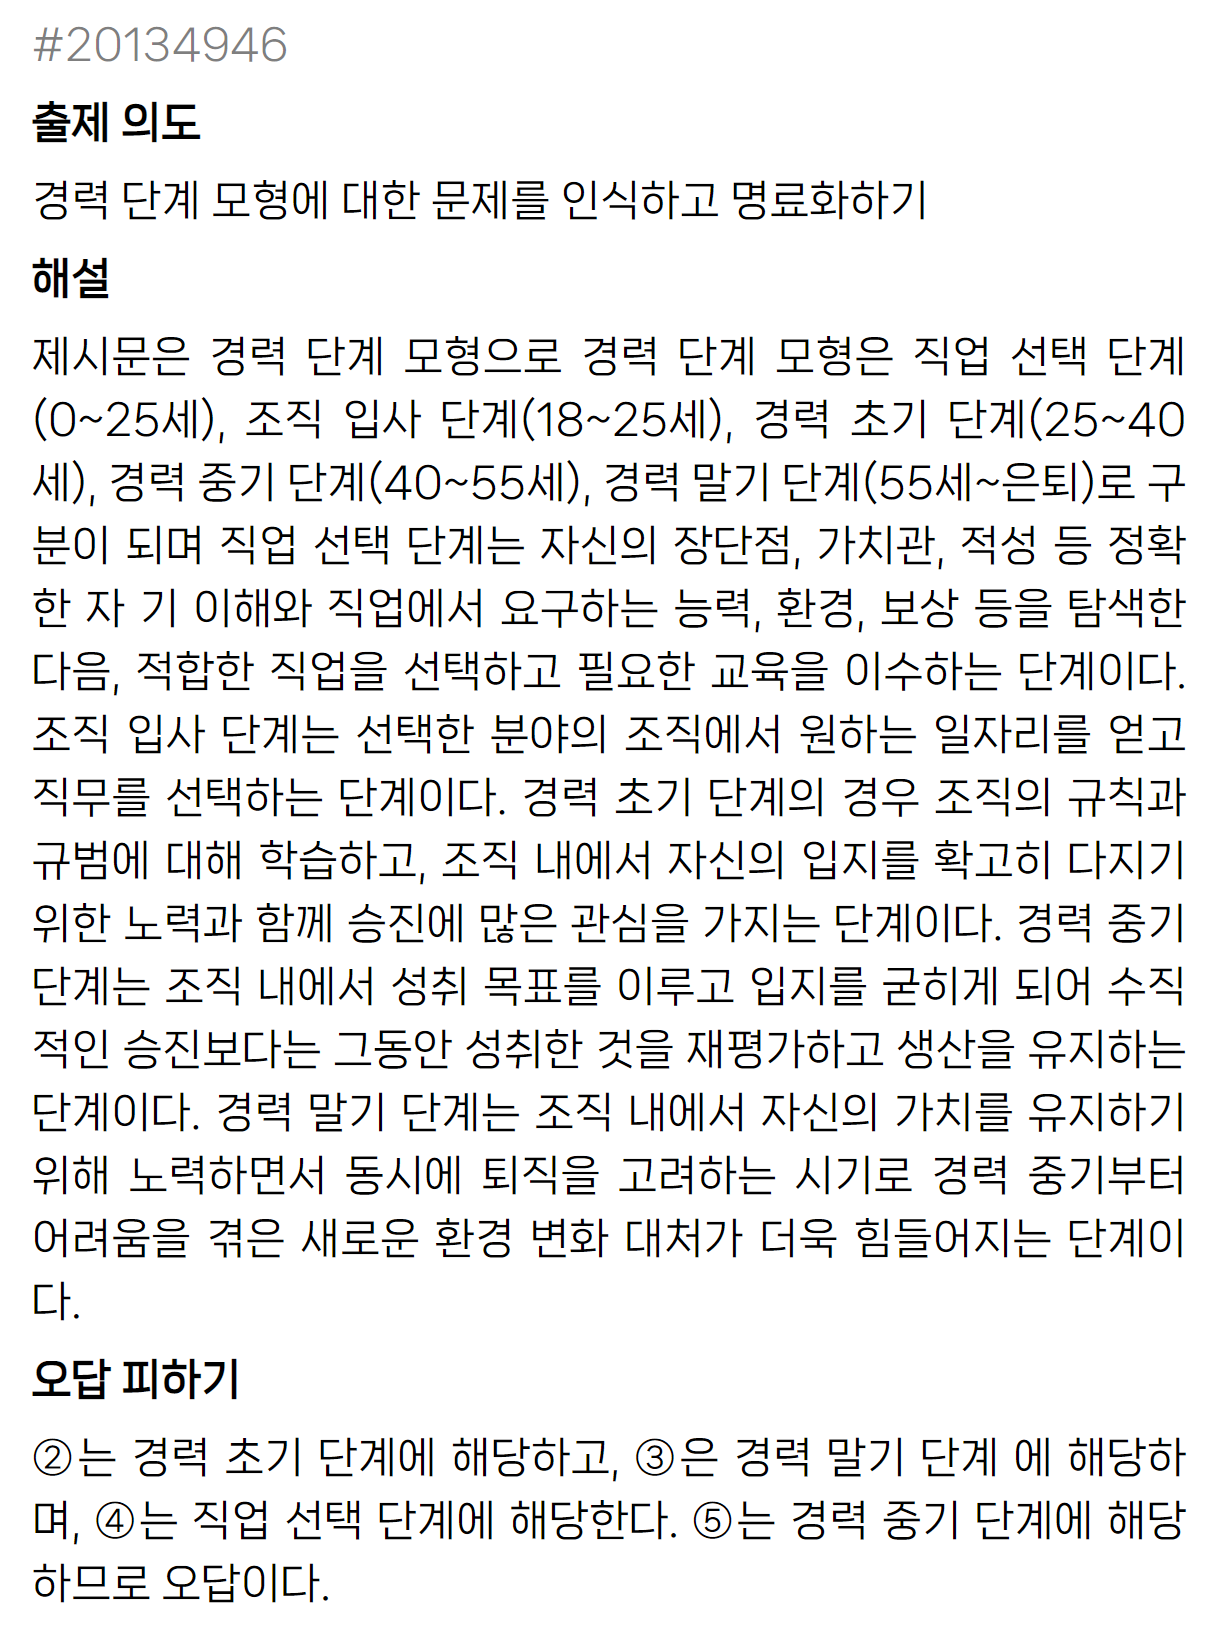 #20134946
출제 의도
경력 단계 모형에 대한 문제를 인식하고 명료화하기
해설
제시문은 경력 단계 모형으로 경력 단계 모형은 직업 선택 단계
(0~25세), 조직 입사 단계(18~25세), 경력 초기 단계(25~40
세), 경력 중기 단계(40~55세), 경력 말기 단계(55세~은퇴)로 구
분이 되며 직업 선택 단계는 자신의 장단점, 가치관, 적성 등 정확
한 자 기 이해와 직업에서 요구하는 능력, 환경, 보상 등을 탐색한
다음, 적합한 직업을 선택하고 필요한 교육을 이수하는 단계이다.
조직 입사 단계는 선택한 분야의 조직에서 원하는 일자리를 얻고
직무를 선택하는 단계이다. 경력 초기 단계의 경우 조직의 규칙과
규범에 대해 학습하고, 조직 내에서 자신의 입지를 확고히 다지기
위한 노력과 함께 승진에 많은 관심을 가지는 단계이다. 경력 중기
단계는 조직 내에서 성취 목표를 이루고 입지를 굳히게 되어 수직
적인 승진보다는 그동안 성취한 것을 재평가하고 생산을 유지하는
단계이다. 경력 말기 단계는 조직 내에서 자신의 가치를 유지하기
위해 노력하면서 동시에 퇴직을 고려하는 시기로 경력 중기부터
어려움을 겪은 새로운 환경 변화 대처가 더욱 힘들어지는 단계이
다.
오답 피하기
②는 경력 초기 단계에 해당하고, ③은 경력 말기 단계 에 해당하
며, ④는 직업 선택 단계에 해당한다. ⑤는 경력 중기 단계에 해당
하므로 오답이다.